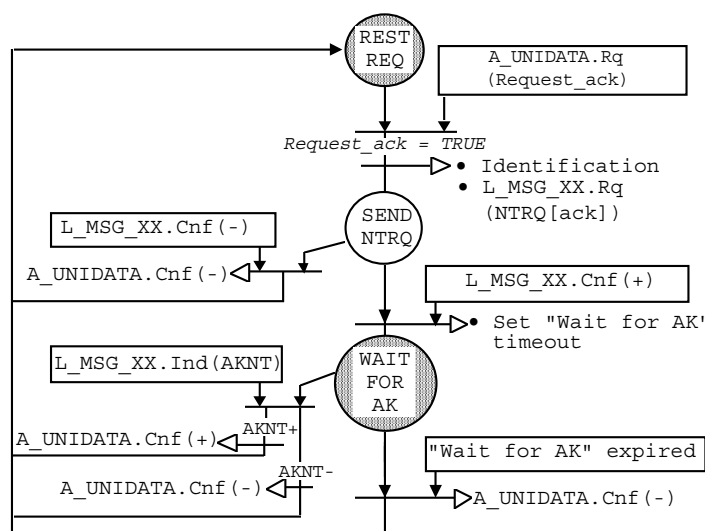 REST
REQ
A_UNIDATA.Rq
(Request_ack)
Request_ack = TRUE
• Identification
• L_MSG_XX.Rq
(NTRQ[ack])
SEND
NTRQ
L_MSG_XX.Cnf(-)
A_UNIDATA.Cnf(-)
L_MSG_XX.Cnf(+)
• Set "Wait for AK"
timeout
WAIT
FOR
AK
L_MSG_XX.Ind(AKNT)
AKNT+
A_UNIDATA.Cnf(+)
AKNT-
A_UNIDATA.Cnf(-)
"Wait for AK" expired
A_UNIDATA.Cnf(-)